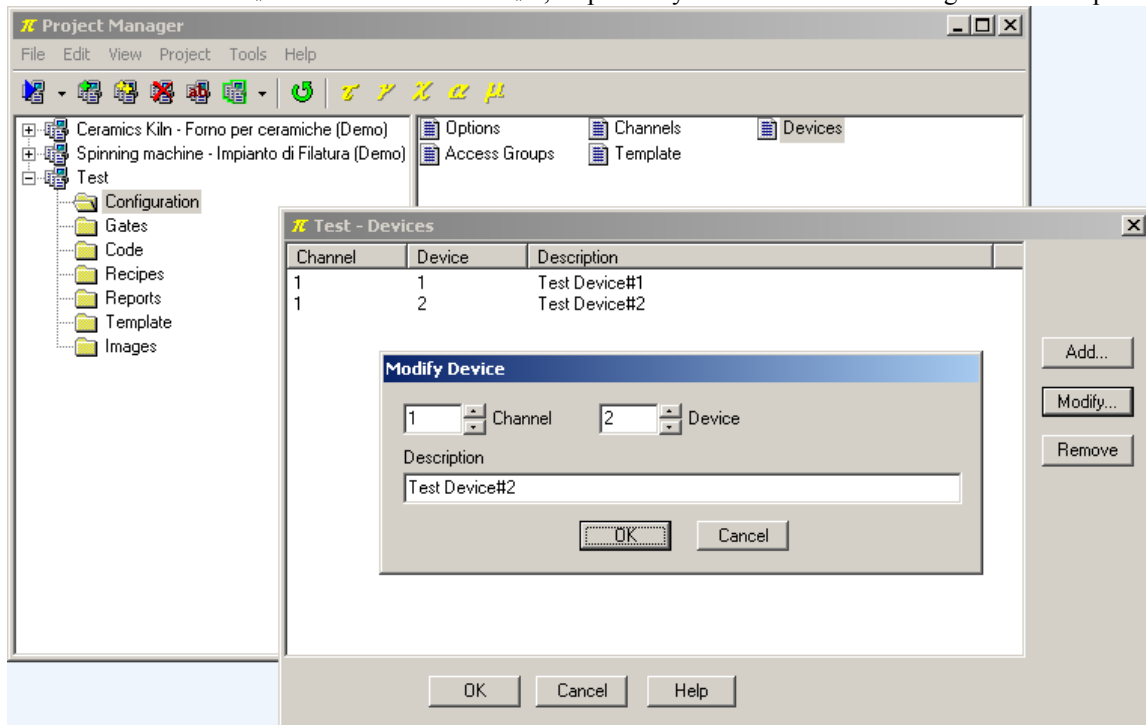 π Project Manager
File Edit View Project Tools Help
τ γ χ α μ
Ceramics Kiln - Forno per ceramiche (Demo)
Spinning machine - Impianto di Filatura (Demo)
Test
Configuration
Gates
Code
Recipes
Reports
Template
Images
Options Channels Devices
Access Groups Template
π Test - Devices
Channel Device Description
1 1 Test Device#1
1 2 Test Device#2
Add...
Modify...
Remove
Modify Device
1 Channel 2 Device
Description
Test Device#2
OK Cancel
OK Cancel Help